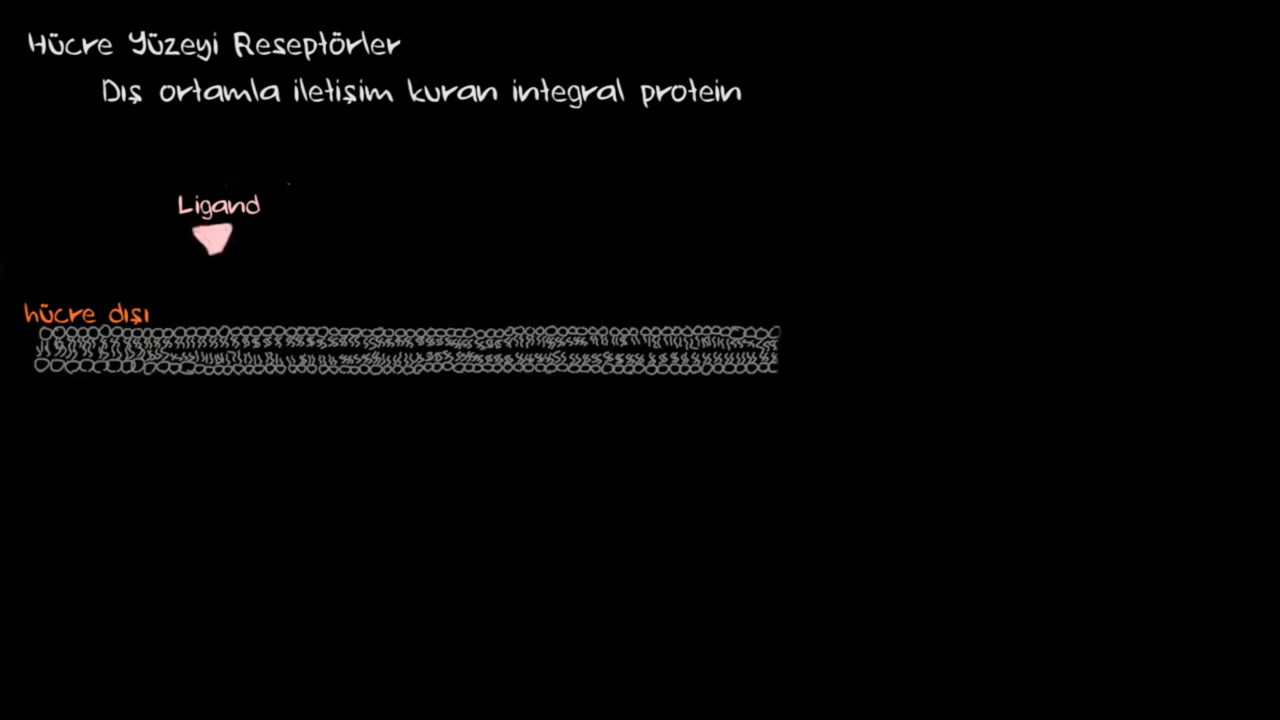 Hücre Yüzeyi Reseptörler
Dış ortamla iletişim kuran integral protein
Ligand
hücre dışı